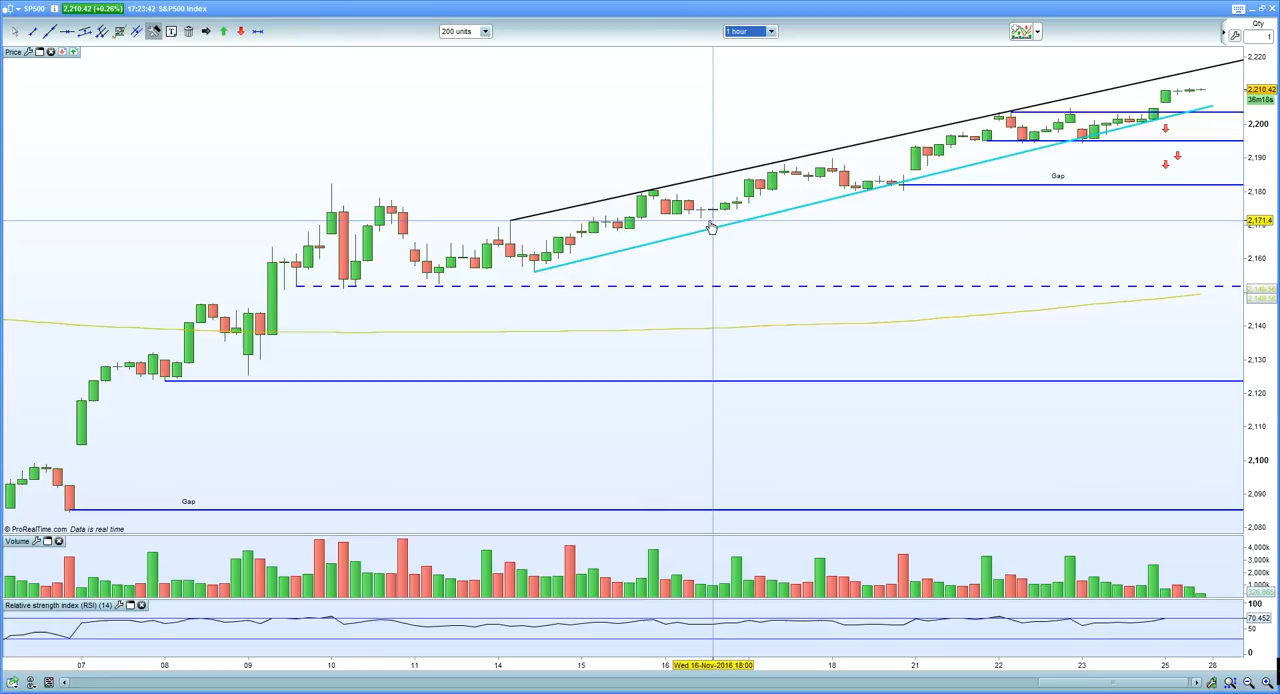 SP500 2,210.42 (+0.26%) 17:23:42 S&P500 Index
200 units 1 hour Qty
1
Price
2,220
2,210.42
36m18s
2,200
2,190
Gap
2,180
2,171.4
2,160
2,140
2,130
2,120
2,110
2,100
2,090
Gap
2,080
© ProRealTime.com Data is real time
Volume
4,000k
3,000k
2,000k
1,000k
Relative strength index (RSI) (14)
100
70.452
50
0
07 08 09 10 11 14 15 16 Wed 16-Nov-2016 18:00 18 21 22 23 25 28